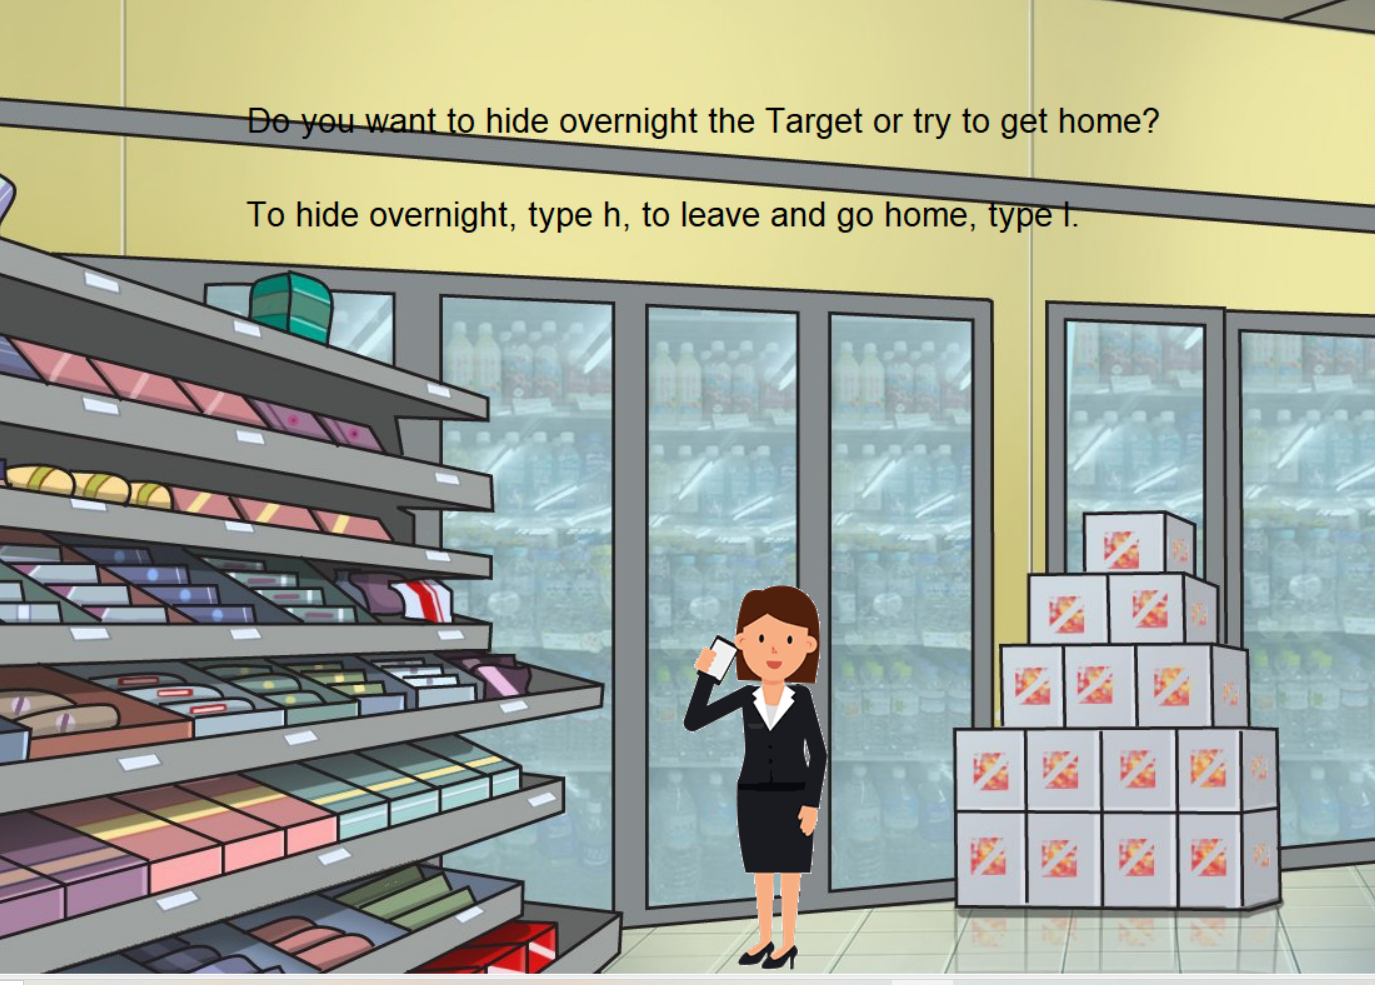 Do you want to hide overnight the Target or try to get home?
To hide overnight, type h, to leave and go home, type l.